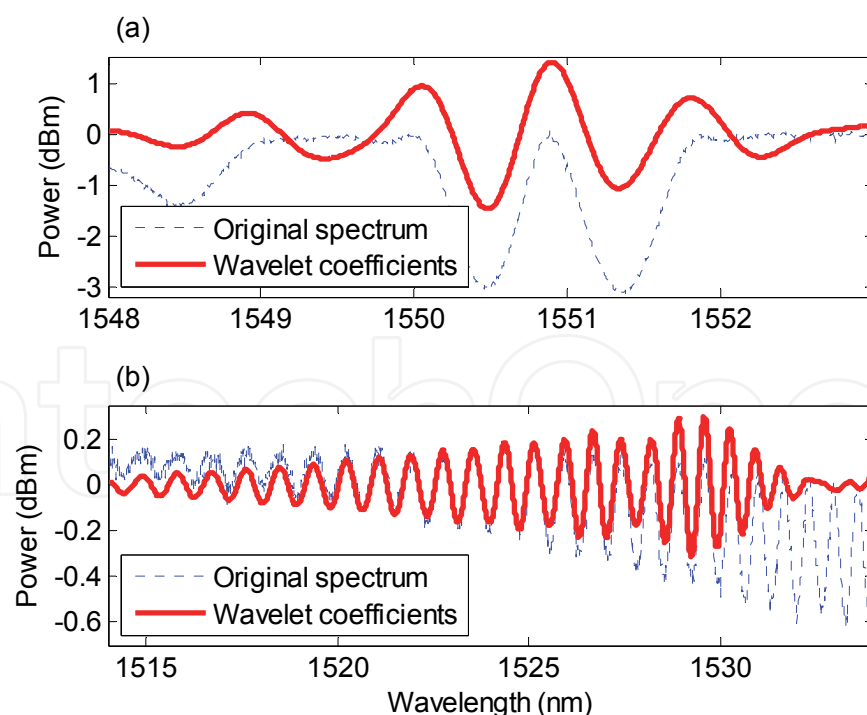 (a)
Power (dBm)
1
0
-1
-2
-3
Original spectrum
Wavelet coefficients
1548 1549 1550 1551 1552
(b)
Power (dBm)
0.2
0
-0.2
-0.4
-0.6
Original spectrum
Wavelet coefficients
1515 1520 1525 1530
Wavelength (nm)